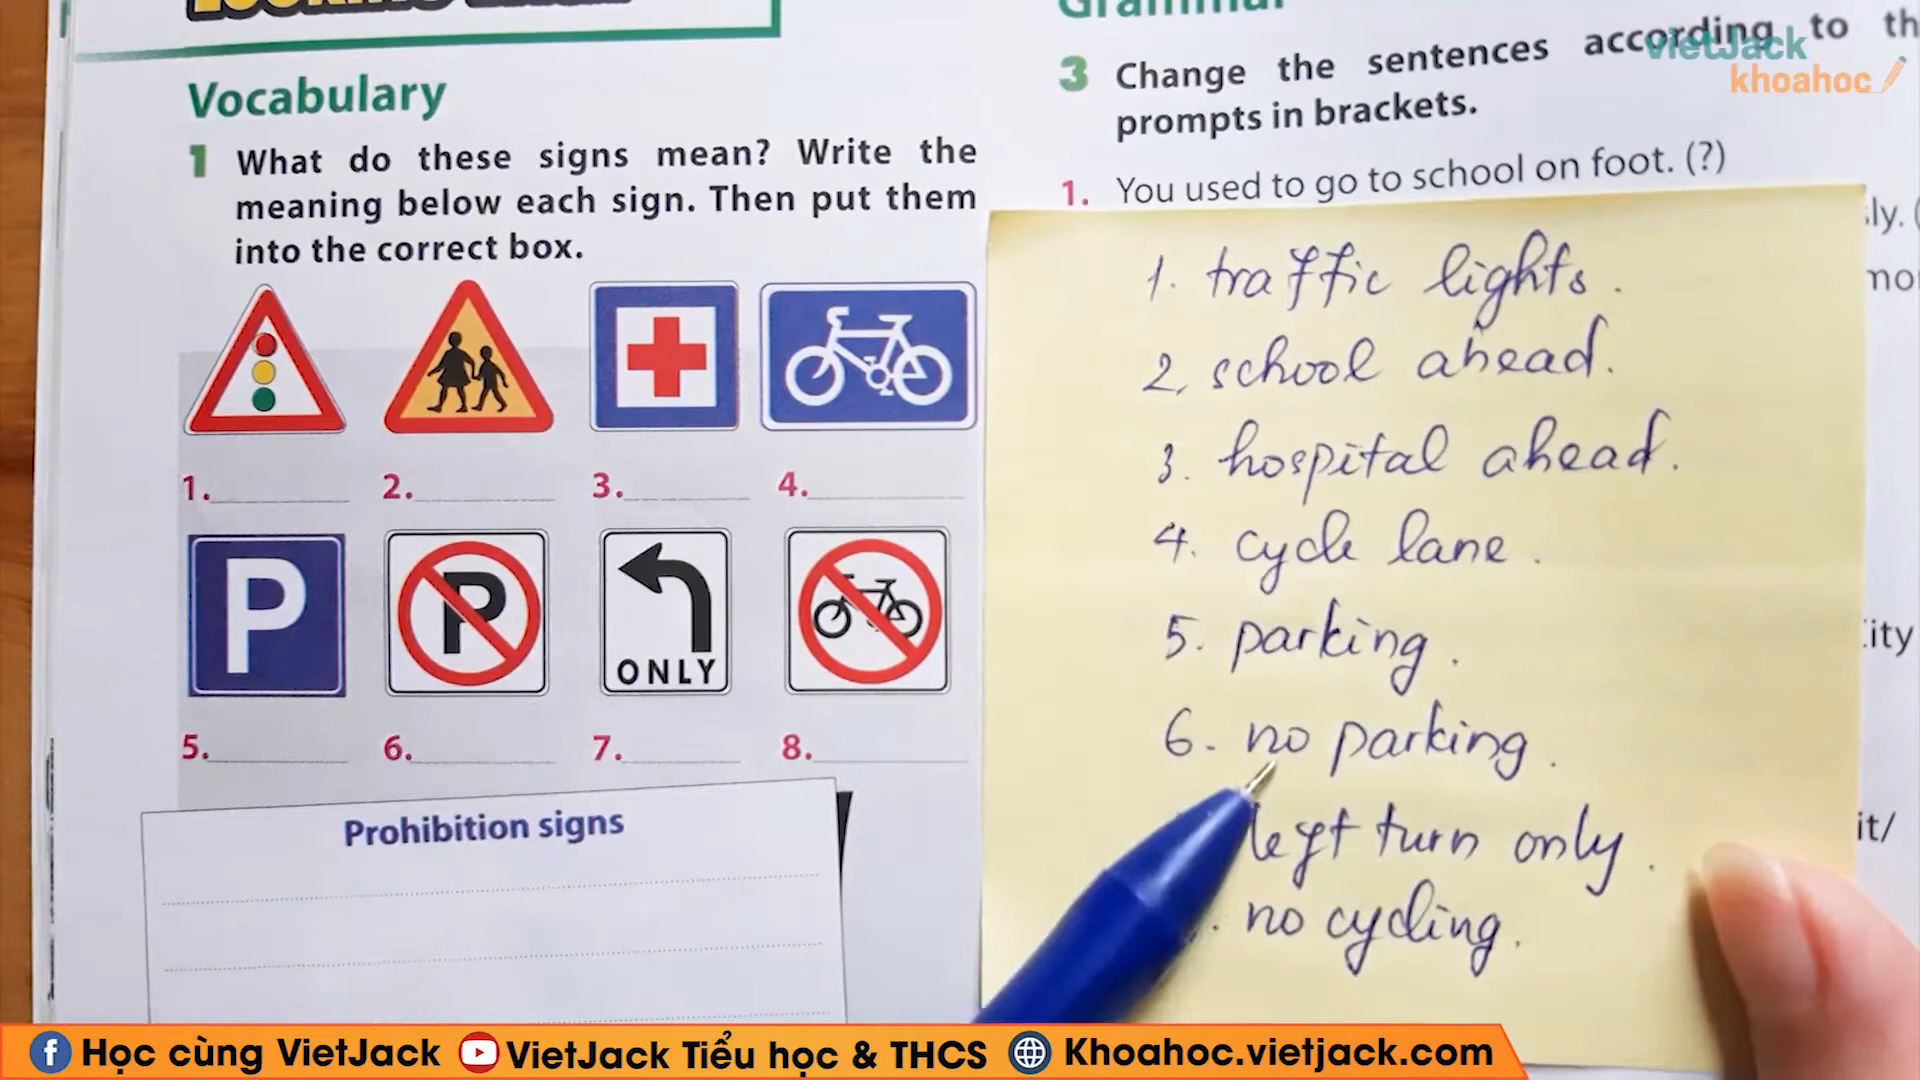 Vocabulary
1 What do these signs mean? Write the
meaning below each sign. Then put them
into the correct box.
1. 2. 3. 4.
P P ONLY
5. 6. 7. 8.
Prohibition signs
Grammar
3 Change the sentences according to
prompts in brackets.
1. You used to go to school on foot. (?)
1. traffic lights.
2, school ahead.
3. hospital ahead.
4. cycle lane.
5. parking.
6. no parking.
left turn only.
. no cycling.
it/
vietJack
khoahoc
Học cùng VietJack VietJack Tiểu học & THCS Khoahoc.vietjack.com